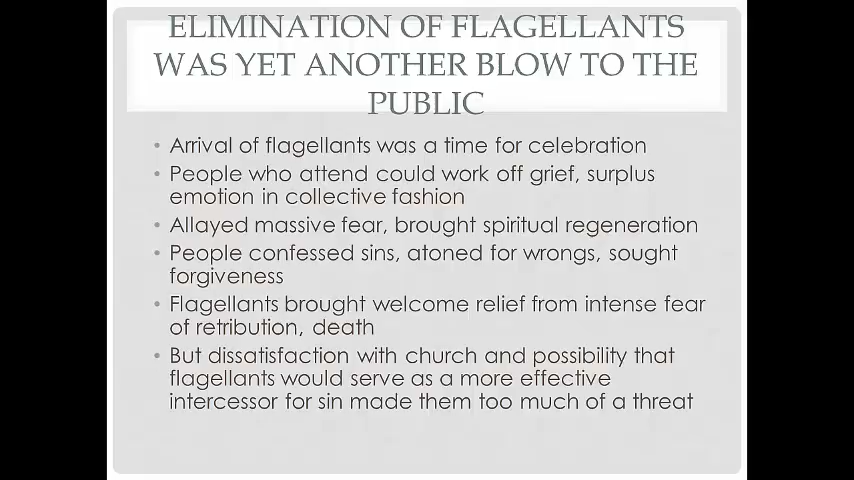 ELIMINATION OF FLAGELLANTS
WAS YET ANOTHER BLOW TO THE
PUBLIC
• Arrival of flagellants was a time for celebration
• People who attend could work off grief, surplus
emotion in collective fashion
• Allayed massive fear, brought spiritual regeneration
• People confessed sins, atoned for wrongs, sought
forgiveness
• Flagellants brought welcome relief from intense fear
of retribution, death
• But dissatisfaction with church and possibility that
flagellants would serve as a more effective
intercessor for sin made them too much of a threat